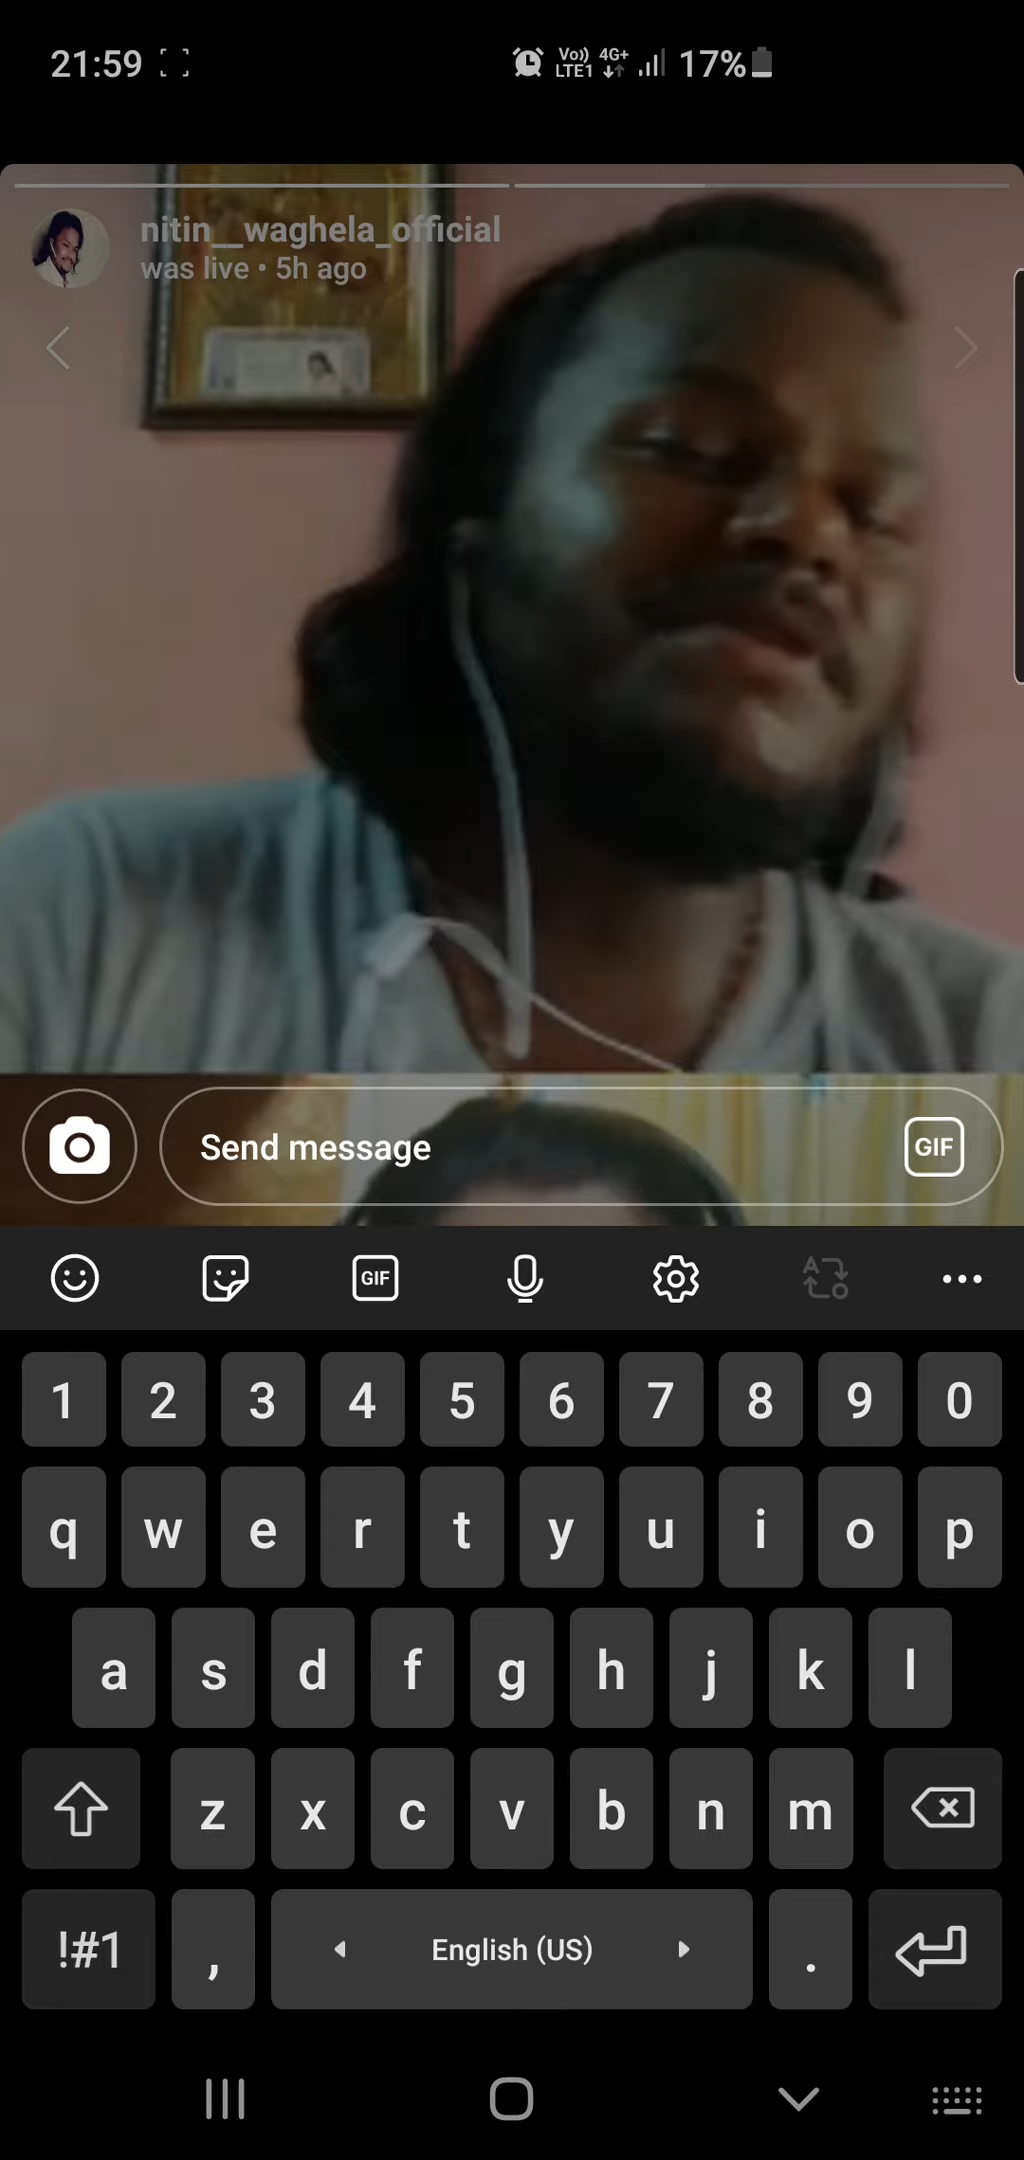 21:59
Vo)) LTE1 4G+ 17%
nitin__waghela_official
was live • 5h ago
Send message
GIF
GIF
1 2 3 4 5 6 7 8 9 0
q w e r t y u i o p
a s d f g h j k l
z x c v b n m
!#1 , English (US) .